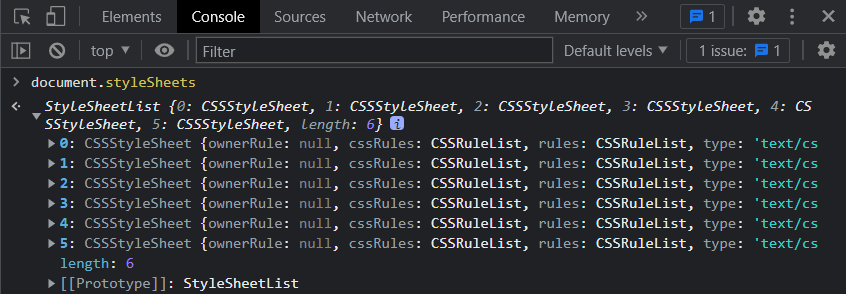 Elements Console Sources Network Performance Memory » 1
top Filter Default levels 1 issue: 1
> document.styleSheets
StyleSheetList {0: CSSStyleSheet, 1: CSSStyleSheet, 2: CSSStyleSheet, 3: CSSStyleSheet, 4: CS
SStyleSheet, 5: CSSStyleSheet, length: 6} i
0: CSSStyleSheet {ownerRule: null, cssRules: CSSRuleList, rules: CSSRuleList, type: 'text/cs
1: CSSStyleSheet {ownerRule: null, cssRules: CSSRuleList, rules: CSSRuleList, type: 'text/cs
2: CSSStyleSheet {ownerRule: null, cssRules: CSSRuleList, rules: CSSRuleList, type: 'text/cs
3: CSSStyleSheet {ownerRule: null, cssRules: CSSRuleList, rules: CSSRuleList, type: 'text/cs
4: CSSStyleSheet {ownerRule: null, cssRules: CSSRuleList, rules: CSSRuleList, type: 'text/cs
5: CSSStyleSheet {ownerRule: null, cssRules: CSSRuleList, rules: CSSRuleList, type: 'text/cs
length: 6
[[Prototype]]: StyleSheetList